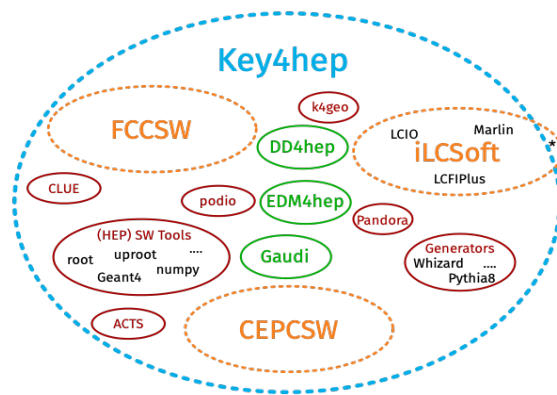 Key4hep
k4geo
FCCSW
LCIO
Marlin
*
DD4hep
iLCSoft
LCFIPlus
CLUE
podio
EDM4hep
Pandora
(HEP) SW Tools
root
uproot
....
Geant4
numpy
Gaudi
Generators
Whizard
....
Pythia8
ACTS
CEPCSW